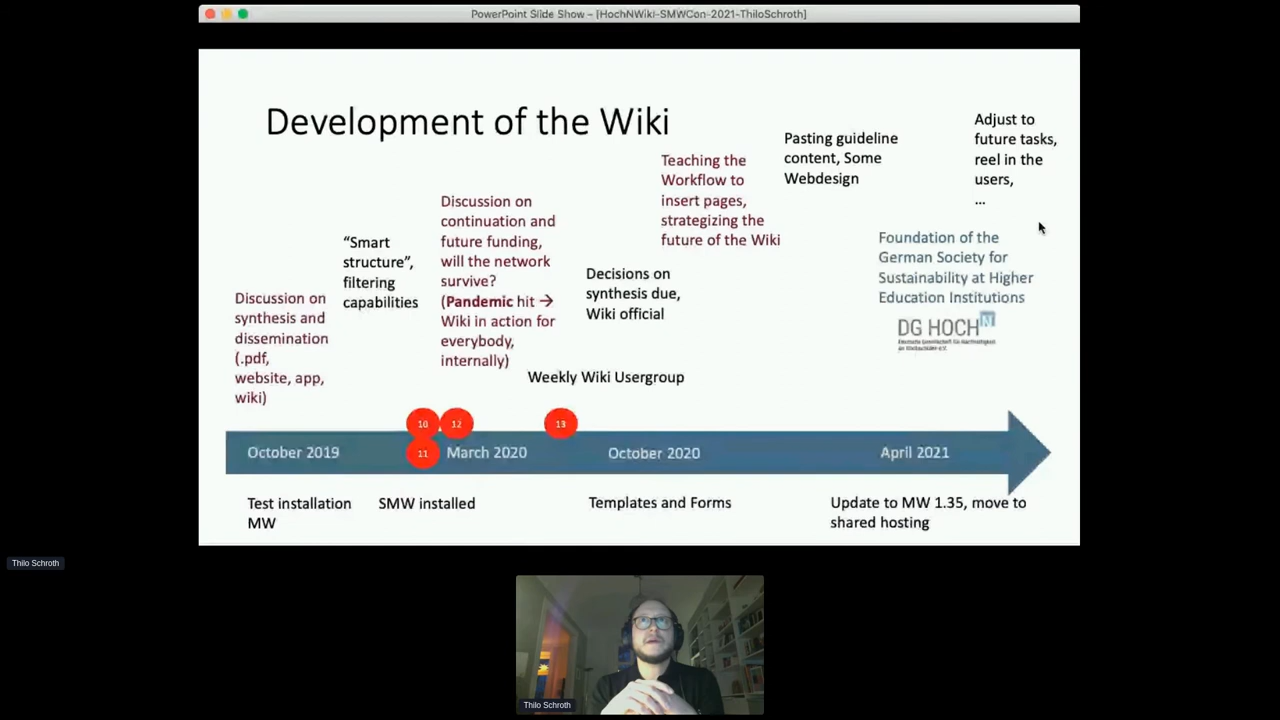 PowerPoint Slide Show - [HochNWiki-SMWCon-2021-ThiloSchroth]
Development of the Wiki
Discussion on
synthesis and
dissemination
(.pdf,
website, app,
wiki)
“Smart
structure”,
filtering
capabilities
Discussion on
continuation and
future funding,
will the network
survive?
(Pandemic hit →
Wiki in action for
everybody,
internally)
Weekly Wiki Usergroup
Decisions on
synthesis due,
Wiki official
Teaching the
Workflow to
insert pages,
strategizing the
future of the Wiki
Pasting guideline
content, Some
Webdesign
Adjust to
future tasks,
reel in the
users,
...
Foundation of the
German Society for
Sustainability at Higher
Education Institutions
DG HOCH N
Deutsche Gesellschaft für Nachhaltigkeit
an Hochschulen e.V.
10
12
13
11
October 2019
March 2020
October 2020
April 2021
Test installation
MW
SMW installed
Templates and Forms
Update to MW 1.35, move to
shared hosting
Thilo Schroth
Thilo Schroth